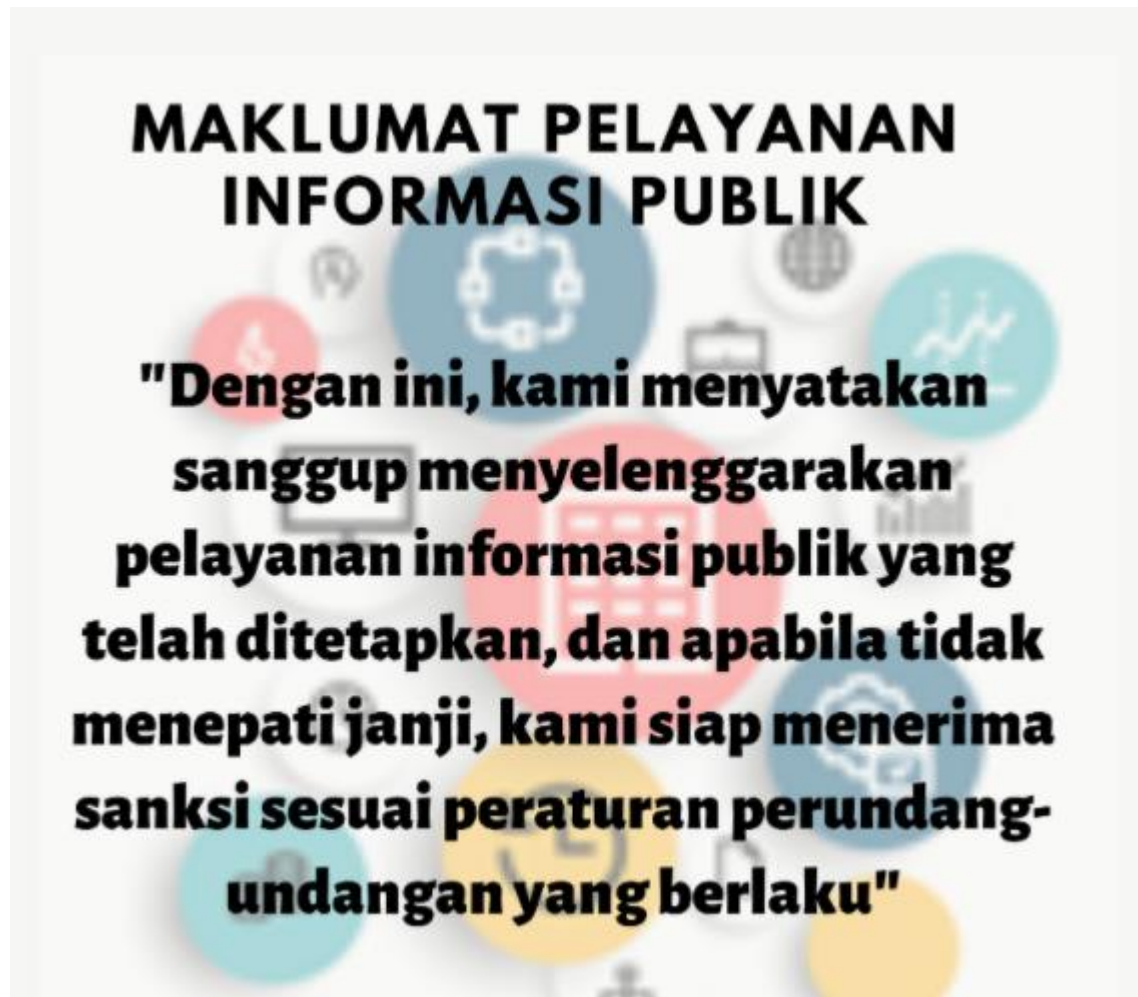 MAKLUMAT PELAYANAN
INFORMASI PUBLIK
"Dengan ini, kami menyatakan
sanggup menyelenggarakan
pelayanan informasi publik yang
telah ditetapkan, dan apabila tidak
menepati janji, kami siap menerima
sanksi sesuai peraturan perundang-
undangan yang berlaku"